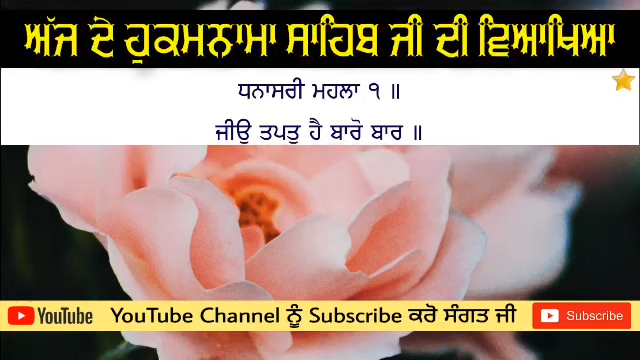 ਅੱਜ ਦੇ ਹੁਕਮਨਾਮਾ ਸਾਹਿਬ ਜੀ ਦੀ ਵਿਆਖਿਆ
ਧਨਾਸਰੀ ਮਹਲਾ ੧ ॥
ਜੀਉ ਤਪਤੁ ਹੈ ਬਾਰੋ ਬਾਰ ॥
YouTube YouTube Channel ਨੂੰ Subscribe ਕਰੋ ਸੰਗਤ ਜੀ Subscribe